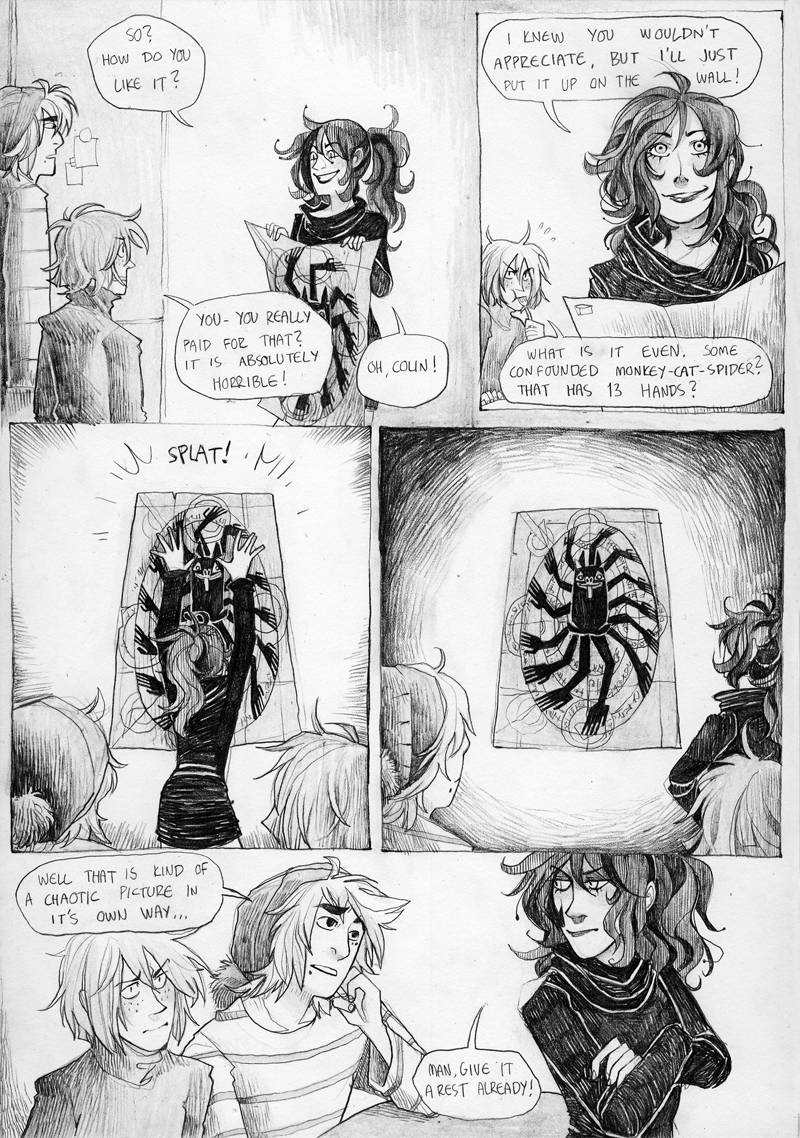 SO?
HOW DO YOU
LIKE IT?
YOU- YOU REALLY
PAID FOR THAT?
IT IS ABSOLUTELY
HORRIBLE!
OH, COLIN!
I KNEW YOU WOULDN'T
APPRECIATE, BUT I'LL JUST
PUT IT UP ON THE WALL!
WHAT IS IT EVEN. SOME
CONFOUNDED MONKEY-CAT-SPIDER?
THAT HAS 13 HANDS?
SPLAT!
WELL THAT IS KIND OF
A CHAOTIC PICTURE IN
IT'S OWN WAY...
MAN, GIVE IT
A REST ALREADY!